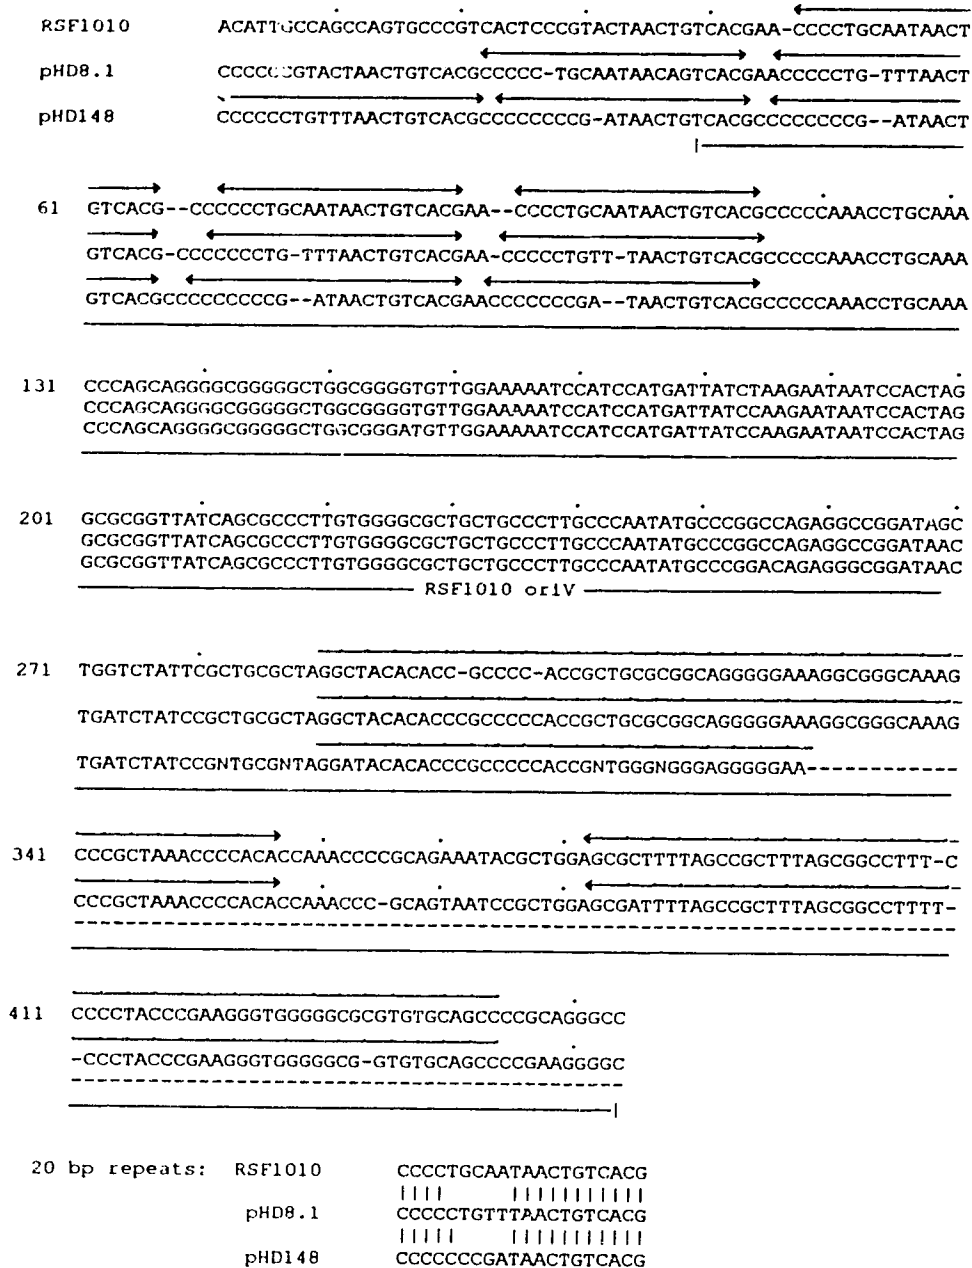 RSF1010 ACATTGCCAGCCAGTGCCCGTCACTCCCGTACTAACTGTCACGAA-CCCCTGCAATAACT
pHD8.1 CCCCCCGTACTAACTGTCACGCCCCC-TGCAATAACAGTCACGAACCCCCTG-TTTAACT
pHD148 CCCCCCTGTTTAACTGTCACGCCCCCCCCG-ATAACTGTCACGCCCCCCCCG--ATAACT
61 GTCACG--CCCCCCTGCAATAACTGTCACGAA--CCCCTGCAATAACTGTCACGCCCCCAAACCTGCAAA
GTCACG-CCCCCCCTG-TTTAACTGTCACGAA-CCCCCTGTT-TAACTGTCACGCCCCCAAACCTGCAAA
GTCACGCCCCCCCCCG--ATAACTGTCACGAACCCCCCCGA--TAACTGTCACGCCCCCAAACCTGCAAA
131 CCCAGCAGGGGCGGGGGCTGGCGGGGTGTTGGAAAAATCCATCCATGATTATCTAAGAATAATCCACTAG
CCCAGCAGGGGCGGGGGCTGGCGGGGTGTTGGAAAAATCCATCCATGATTATCCAAGAATAATCCACTAG
CCCAGCAGGGGCGGGGGCTGGCGGGATGTTGGAAAAATCCATCCATGATTATCCAAGAATAATCCACTAG
201 GCGCGGTTATCAGCGCCCTTGTGGGGCGCTGCTGCCCTTGCCCAATATGCCCGGCCAGAGGCCGGATAGC
GCGCGGTTATCAGCGCCCTTGTGGGGCGCTGCTGCCCTTGCCCAATATGCCCGGCCAGAGGCCGGATAAC
GCGCGGTTATCAGCGCCCTTGTGGGGCGCTGCTGCCCTTGCCCAATATGCCCGGACAGAGGGCGGATAAC
RSF1010 oriV
271 TGGTCTATTCGCTGCGCTAGGCTACACACC-GCCCC-ACCGCTGCGCGGCAGGGGGAAAGGCGGGCAAAG
TGATCTATCCGCTGCGCTAGGCTACACACCCGCCCCCACCGCTGCGCGGCAGGGGGAAAGGCGGGCAAAG
TGATCTATCCGNTGCGNTAGGATACACACCCGCCCCCACCGNTGGGNGGGAGGGGGAA------------
341 CCCGCTAAACCCCACACCAAACCCCGCAGAAATACGCTGGAGCGCTTTTAGCCGCTTTAGCGGCCTTT-C
CCCGCTAAACCCCACACCAAACCC-GCAGTAATCCGCTGGAGCGATTTTAGCCGCTTTAGCGGCCTTTT-
411 CCCCTACCCGAAGGGTGGGGGCGCGTGTGCAGCCCCGCAGGGCC
-CCCTACCCGAAGGGTGGGGGCG-GTGTGCAGCCCCGAAGGGGC
20 bp repeats: RSF1010 CCCCTGCAATAACTGTCACG
pHD8.1 CCCCCTGTTTAACTGTCACG
pHD148 CCCCCCCGATAACTGTCACG